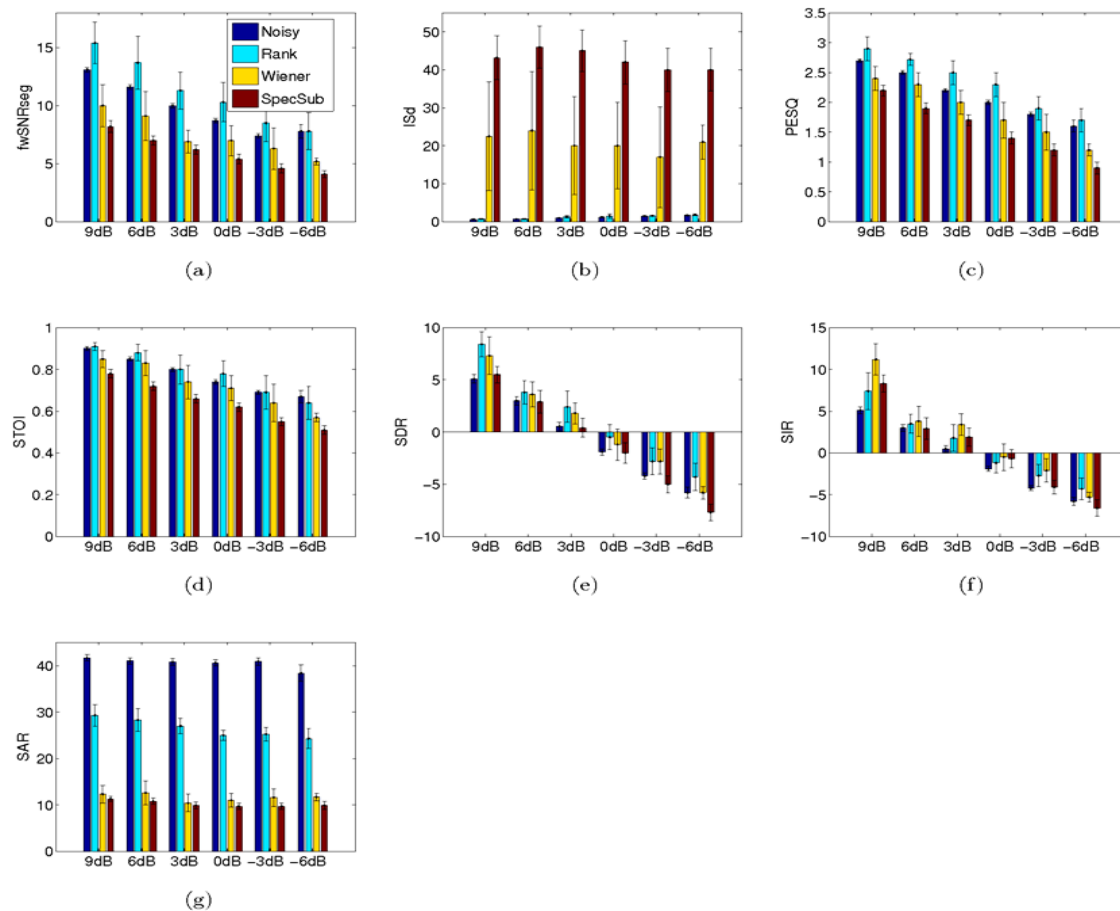 fwSNRseg
15
10
5
0
Noisy
Rank
Wiener
SpecSub
9dB 6dB 3dB 0dB −3dB −6dB
(a)
ISd
50
40
30
20
10
0
9dB 6dB 3dB 0dB −3dB −6dB
(b)
PESQ
3.5
3
2.5
2
1.5
1
0.5
0
9dB 6dB 3dB 0dB −3dB −6dB
(c)
STOI
1
0.8
0.6
0.4
0.2
0
9dB 6dB 3dB 0dB −3dB −6dB
(d)
SDR
10
5
0
−5
−10
9dB 6dB 3dB 0dB −3dB −6dB
(e)
SIR
15
10
5
0
−5
−10
9dB 6dB 3dB 0dB −3dB −6dB
(f)
SAR
40
30
20
10
0
9dB 6dB 3dB 0dB −3dB −6dB
(g)